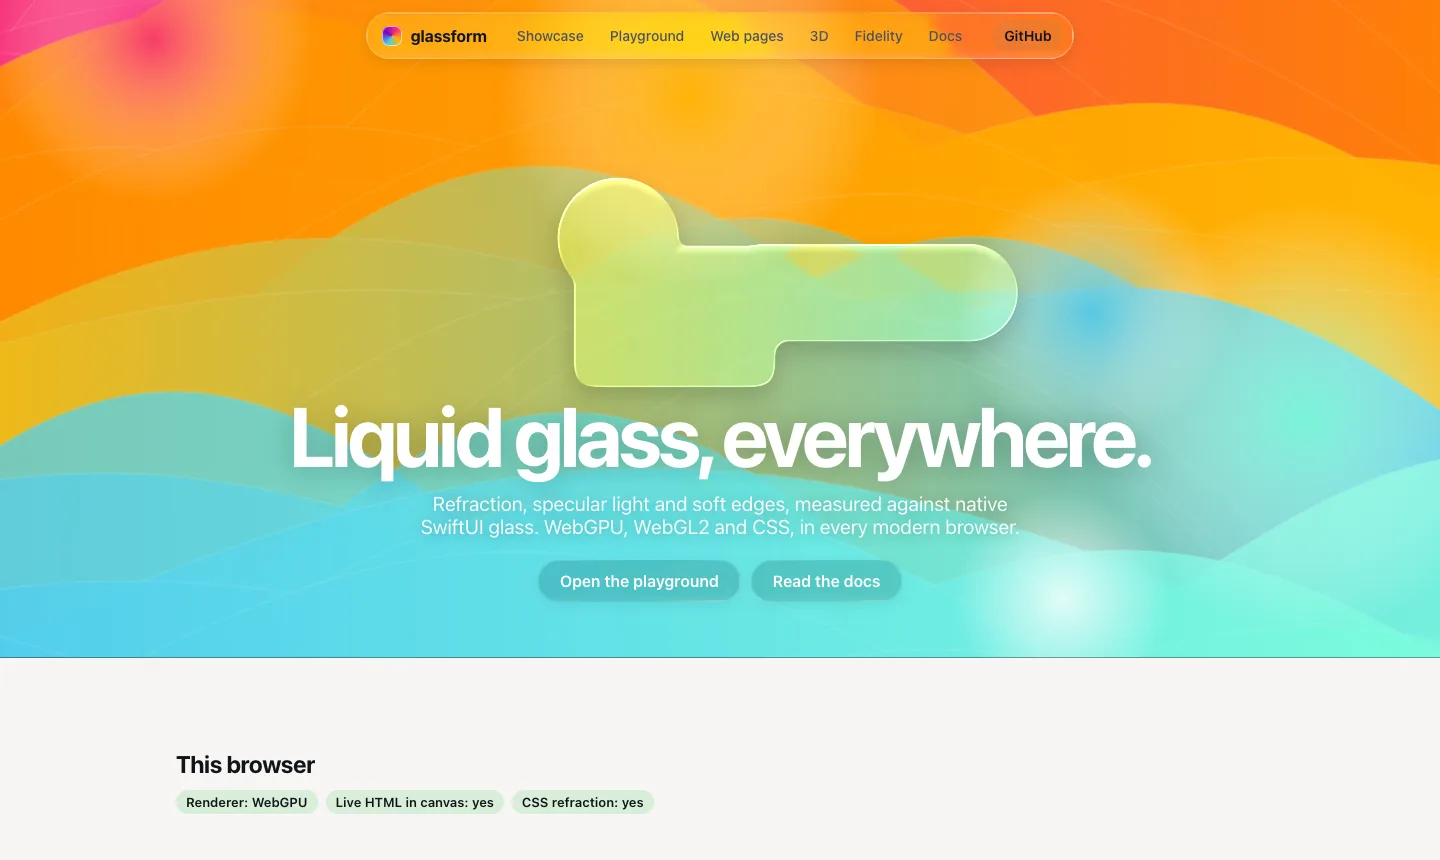 glassform Showcase Playground Web pages 3D Fidelity Docs GitHub
Liquid glass, everywhere.
Refraction, specular light and soft edges, measured against native
SwiftUI glass. WebGPU, WebGL2 and CSS, in every modern browser.
Open the playground Read the docs
This browser
Renderer: WebGPU Live HTML in canvas: yes CSS refraction: yes